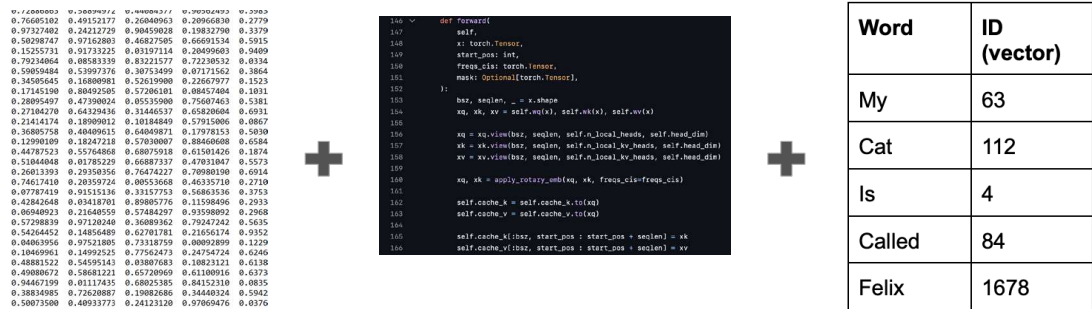 0.76605102 0.49152177 0.26040963 0.20966830 0.2779
0.97327402 0.24212729 0.90459028 0.19832790 0.3379
0.50298747 0.97162803 0.46827505 0.66691534 0.5915
0.15255731 0.91733225 0.03197114 0.20499603 0.9409
0.79234064 0.08583339 0.83221577 0.72230532 0.0334
0.59059484 0.53997376 0.30753499 0.07171562 0.3864
0.34505645 0.16800981 0.52619900 0.22667977 0.1523
0.17145190 0.80492505 0.57206101 0.08457404 0.1031
0.28095497 0.47390024 0.05535900 0.75607463 0.5381
0.27104270 0.64329436 0.31446537 0.65820604 0.6931
0.21414174 0.18909012 0.10184849 0.57915006 0.0867
0.36805758 0.40409615 0.64049871 0.17978153 0.5030
0.12990109 0.18247218 0.57030007 0.88460608 0.6584
0.44787523 0.55764868 0.68075918 0.61501426 0.1874
0.51044048 0.01785229 0.66887337 0.47031047 0.5573
0.26013393 0.29350356 0.76474227 0.70980190 0.6914
0.74617410 0.20359724 0.00553668 0.46335710 0.2710
0.07787419 0.91515136 0.33157753 0.56863536 0.3753
0.42842648 0.03418701 0.89805776 0.11598496 0.2933
0.06940923 0.21640559 0.57484297 0.93598092 0.2968
0.57298839 0.97120240 0.36089362 0.79247242 0.5635
0.54264452 0.14856489 0.62701781 0.21656174 0.9352
0.04063956 0.97521805 0.73318759 0.00092899 0.1229
0.10469961 0.14992525 0.77562473 0.24754724 0.6246
0.48881522 0.54595143 0.03807683 0.10823121 0.6138
0.49080672 0.58681221 0.65720969 0.61100916 0.6373
0.94467199 0.01117435 0.68025385 0.84152310 0.0835
0.38834985 0.72620887 0.19082686 0.34440324 0.5942
0.50073500 0.40933773 0.24123120 0.97069476 0.0376
146 def forward(
147 self,
148 x: torch.Tensor,
149 start_pos: int,
150 freqs_cis: torch.Tensor,
151 mask: Optional[torch.Tensor],
152 ):
153 bsz, seqlen, _ = x.shape
154 xq, xk, xv = self.wq(x), self.wk(x), self.wv(x)
155
156 xq = xq.view(bsz, seqlen, self.n_local_heads, self.head_dim)
157 xk = xk.view(bsz, seqlen, self.n_local_kv_heads, self.head_dim)
158 xv = xv.view(bsz, seqlen, self.n_local_kv_heads, self.head_dim)
159
160 xq, xk = apply_rotary_emb(xq, xk, freqs_cis=freqs_cis)
161
162 self.cache_k = self.cache_k.to(xq)
163 self.cache_v = self.cache_v.to(xq)
164
165 self.cache_k[:bsz, start_pos : start_pos + seqlen] = xk
166 self.cache_v[:bsz, start_pos : start_pos + seqlen] = xv
Word ID (vector)
My 63
Cat 112
Is 4
Called 84
Felix 1678